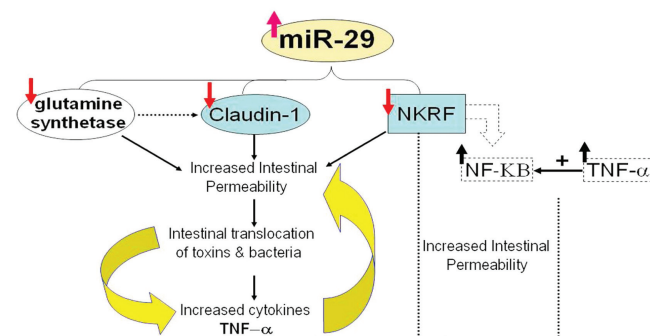 miR-29
glutamine
synthetase
Claudin-1
NKRF
NF-KB
+
TNF-α
Increased Intestinal
Permeability
Intestinal translocation
of toxins & bacteria
Increased Intestinal
Permeability
Increased cytokines
TNF-α